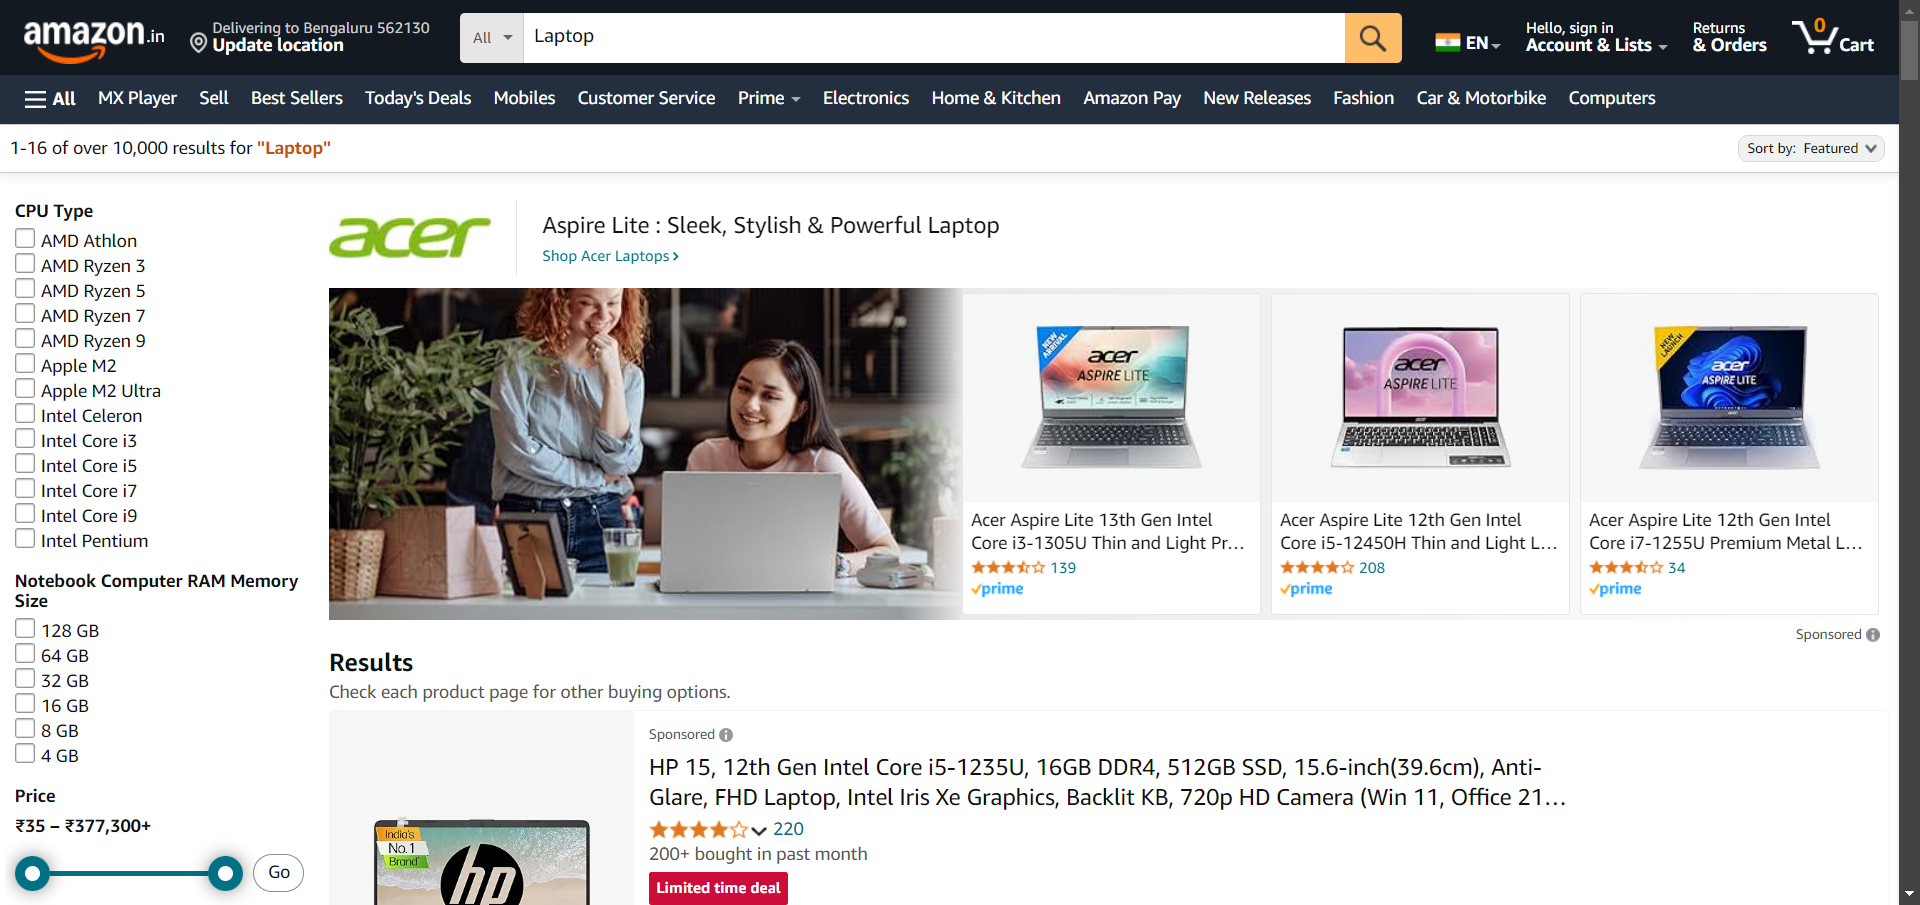 amazon.in
Delivering to Bengaluru 562130
Update location
All
Laptop
EN
Hello, sign in
Account & Lists
Returns
& Orders
0
Cart
All
MX Player
Sell
Best Sellers
Today's Deals
Mobiles
Customer Service
Prime
Electronics
Home & Kitchen
Amazon Pay
New Releases
Fashion
Car & Motorbike
Computers
1-16 of over 10,000 results for "Laptop"
Sort by: Featured
CPU Type
AMD Athlon
AMD Ryzen 3
AMD Ryzen 5
AMD Ryzen 7
AMD Ryzen 9
Apple M2
Apple M2 Ultra
Intel Celeron
Intel Core i3
Intel Core i5
Intel Core i7
Intel Core i9
Intel Pentium
Notebook Computer RAM Memory
Size
128 GB
64 GB
32 GB
16 GB
8 GB
4 GB
Price
₹35 – ₹377,300+
Go
acer
Aspire Lite : Sleek, Stylish & Powerful Laptop
Shop Acer Laptops ›
NEW
ARRIVAL
acer
ASPIRE LITE
Acer Aspire Lite 13th Gen Intel
Core i3-1305U Thin and Light Pr…
139
prime
acer
ASPIRE LITE
Acer Aspire Lite 12th Gen Intel
Core i5-12450H Thin and Light L…
208
prime
NEW
LAUNCH
acer
ASPIRE LITE
Acer Aspire Lite 12th Gen Intel
Core i7-1255U Premium Metal L…
34
prime
Sponsored
Results
Check each product page for other buying options.
India's
No.1
Brand
hp
Sponsored
HP 15, 12th Gen Intel Core i5-1235U, 16GB DDR4, 512GB SSD, 15.6-inch(39.6cm), Anti-
Glare, FHD Laptop, Intel Iris Xe Graphics, Backlit KB, 720p HD Camera (Win 11, Office 21…
220
200+ bought in past month
Limited time deal